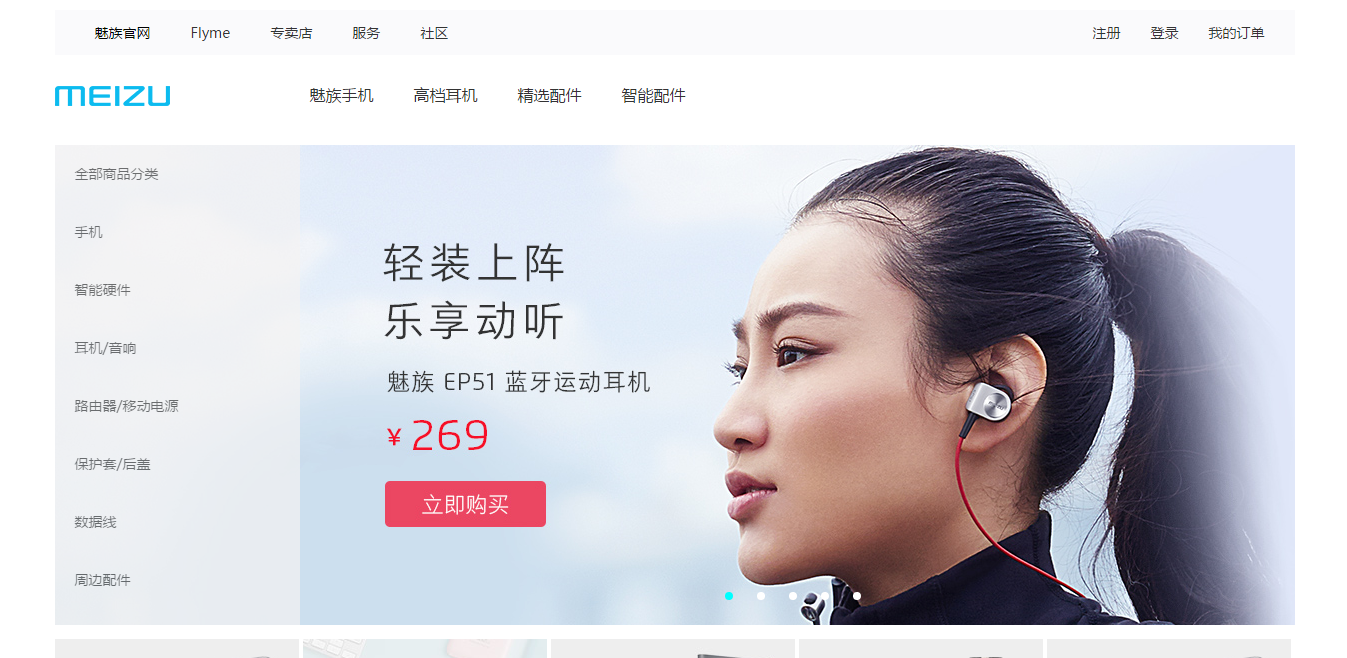 魅族官网 Flyme 专卖店 服务 社区 注册 登录 我的订单
MEIZU 魅族手机 高档耳机 精选配件 智能配件
全部商品分类
手机
智能硬件
耳机/音响
路由器/移动电源
保护套/后盖
数据线
周边配件
轻装上阵
乐享动听
魅族 EP51 蓝牙运动耳机
¥ 269
立即购买